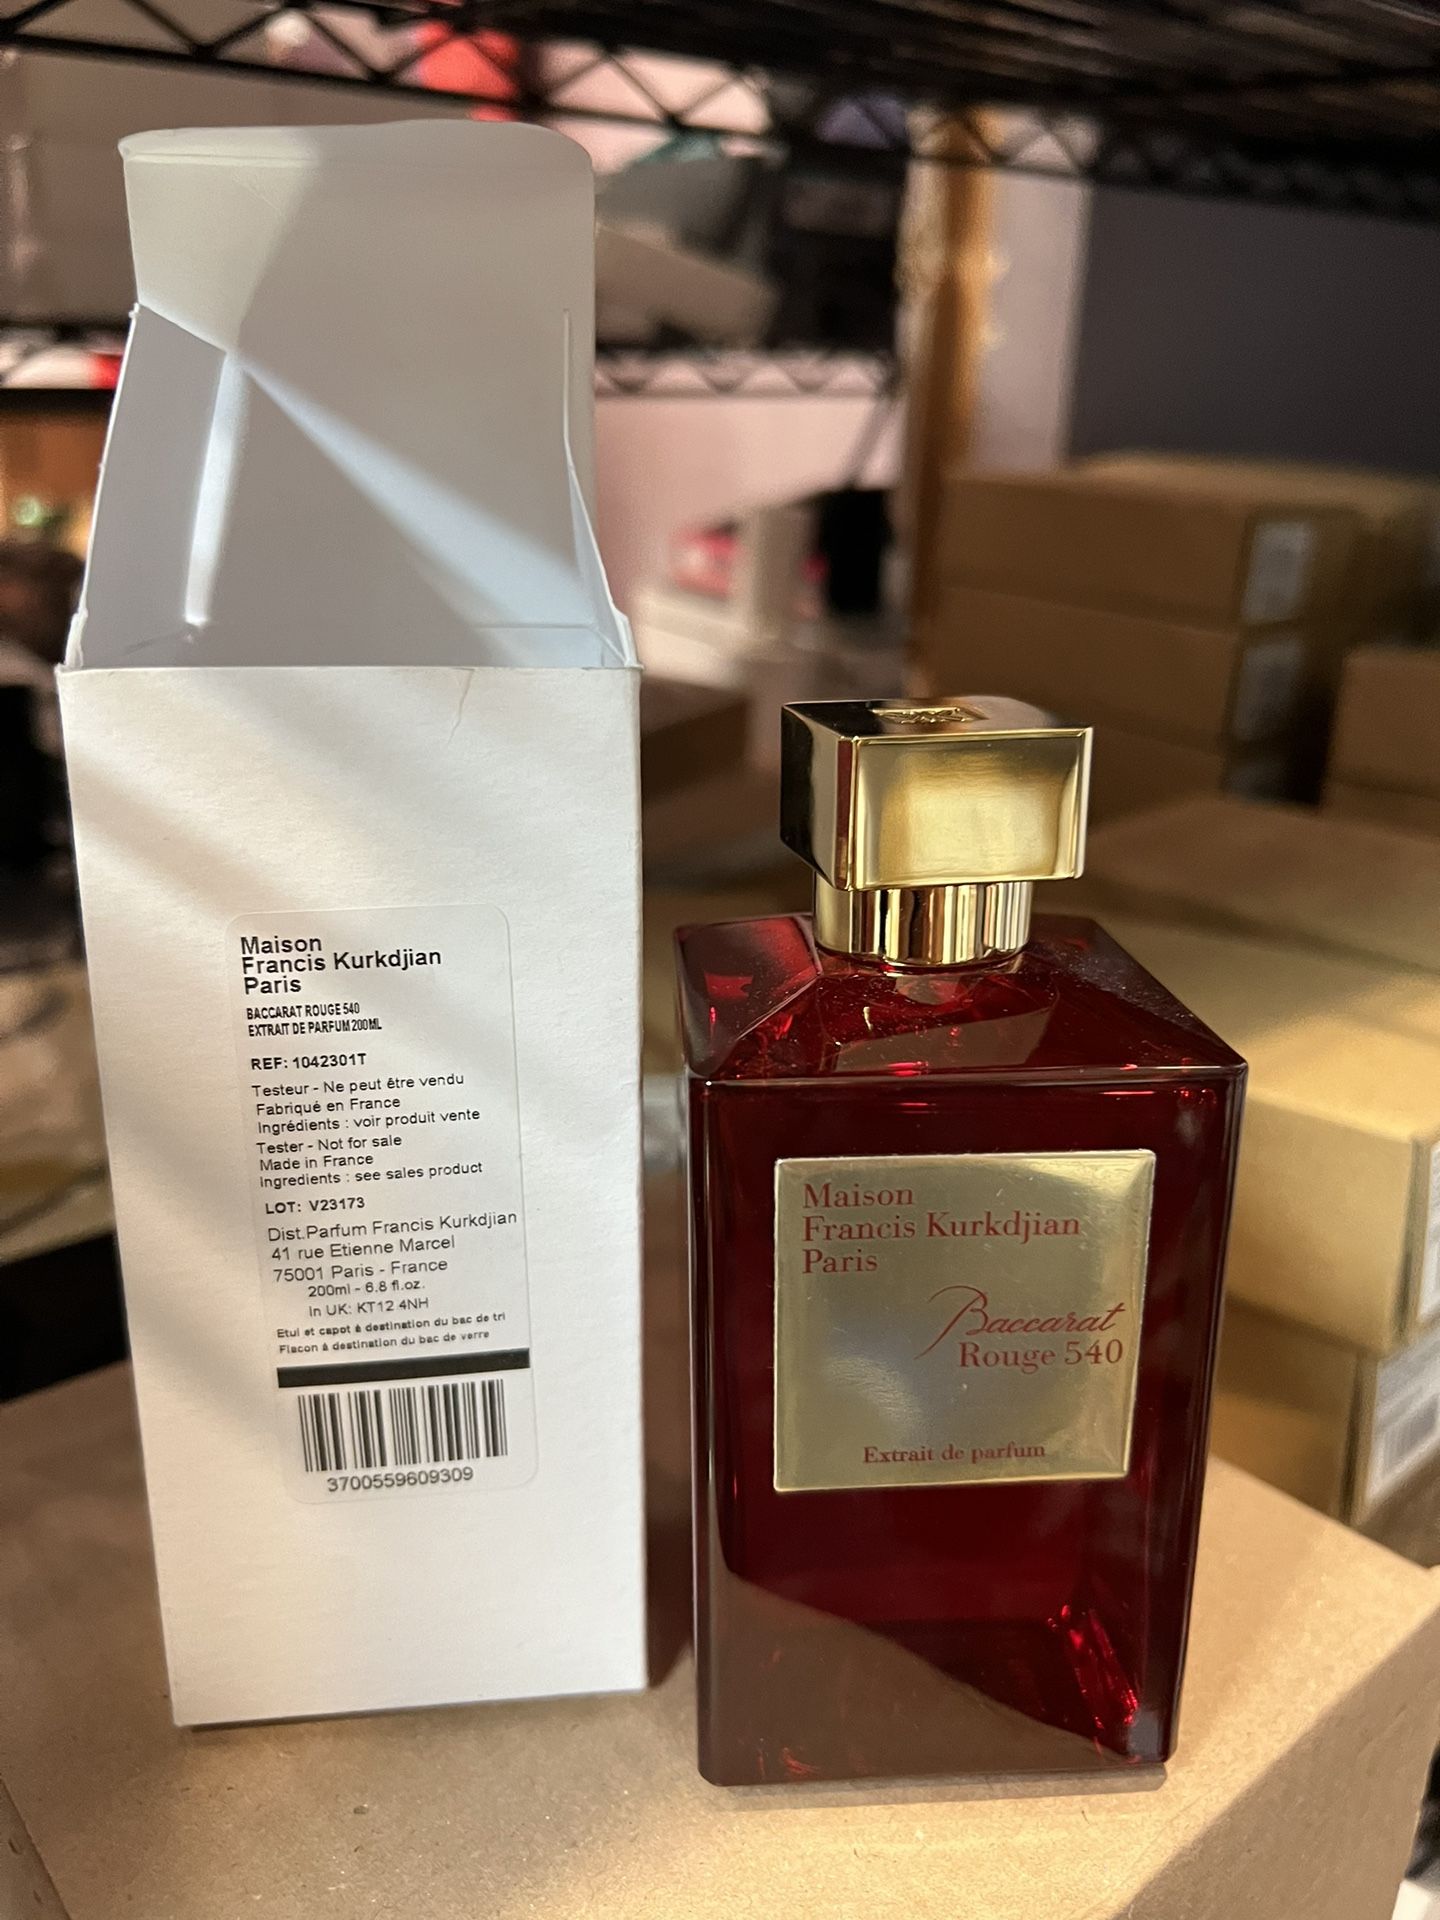 Maison
Francis Kurkdjian
Paris
BACCARAT ROUGE 540
EXTRAIT DE PARFUM 200ML
REF: 1042301T
Testeur - Ne peut être vendu
Fabriqué en France
Ingrédients : voir produit vente
Tester - Not for sale
Made in France
Ingredients : see sales product
LOT: V23173
Dist.Parfum Francis Kurkdjian
41 rue Etienne Marcel
75001 Paris - France
200ml - 6.8 fl.oz.
In UK: KT12 4NH
Etui et capot à destination du bac de tri
Flacon à destination du bac de verre
3700559609309
Maison
Francis Kurkdjian
Paris
Baccarat
Rouge 540
Extrait de parfum